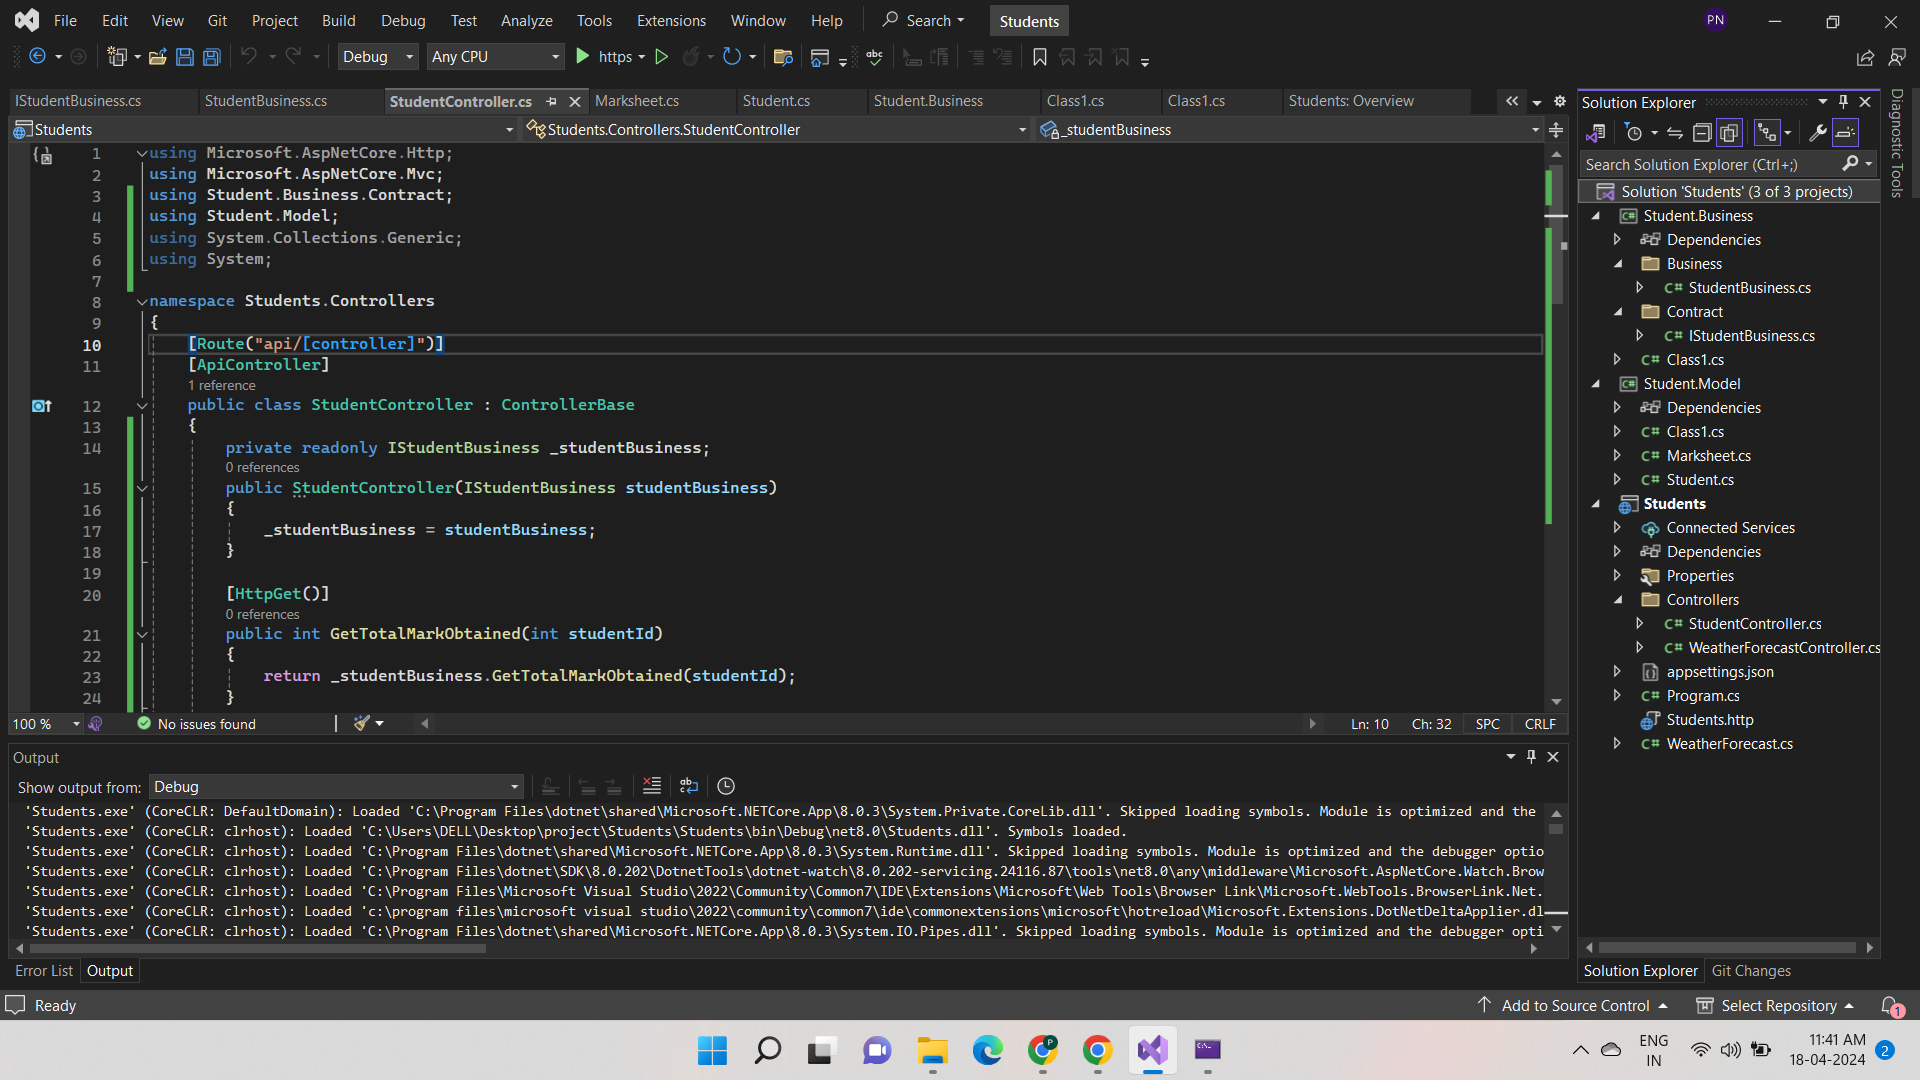 File Edit View Git Project Build Debug Test Analyze Tools Extensions Window Help Search Students PN
Debug Any CPU https
IStudentBusiness.cs StudentBusiness.cs StudentController.cs Marksheet.cs Student.cs Student.Business Class1.cs Class1.cs Students: Overview
Students Students.Controllers.StudentController _studentBusiness
1 using Microsoft.AspNetCore.Http;
2 using Microsoft.AspNetCore.Mvc;
3 using Student.Business.Contract;
4 using Student.Model;
5 using System.Collections.Generic;
6 using System;
7
8 namespace Students.Controllers
9 {
10 [Route("api/[controller]")]
11 [ApiController]
1 reference
12 public class StudentController : ControllerBase
13 {
14 private readonly IStudentBusiness _studentBusiness;
0 references
15 public StudentController(IStudentBusiness studentBusiness)
16 {
17 _studentBusiness = studentBusiness;
18 }
19
20 [HttpGet()]
0 references
21 public int GetTotalMarkObtained(int studentId)
22 {
23 return _studentBusiness.GetTotalMarkObtained(studentId);
24 }
100 % No issues found Ln: 10 Ch: 32 SPC CRLF
Output
Show output from: Debug
'Students.exe' (CoreCLR: DefaultDomain): Loaded 'C:\Program Files\dotnet\shared\Microsoft.NETCore.App\8.0.3\System.Private.CoreLib.dll'. Skipped loading symbols. Module is optimized and the
'Students.exe' (CoreCLR: clrhost): Loaded 'C:\Users\DELL\Desktop\project\Students\Students\bin\Debug\net8.0\Students.dll'. Symbols loaded.
'Students.exe' (CoreCLR: clrhost): Loaded 'C:\Program Files\dotnet\shared\Microsoft.NETCore.App\8.0.3\System.Runtime.dll'. Skipped loading symbols. Module is optimized and the debugger optio
'Students.exe' (CoreCLR: clrhost): Loaded 'C:\Program Files\dotnet\SDK\8.0.202\DotnetTools\dotnet-watch\8.0.202-servicing.24116.87\tools\net8.0\any\middleware\Microsoft.AspNetCore.Watch.Brow
'Students.exe' (CoreCLR: clrhost): Loaded 'C:\Program Files\Microsoft Visual Studio\2022\Community\Common7\IDE\Extensions\Microsoft\Web Tools\Browser Link\Microsoft.WebTools.BrowserLink.Net.
'Students.exe' (CoreCLR: clrhost): Loaded 'c:\program files\microsoft visual studio\2022\community\common7\ide\commonextensions\microsoft\hotreload\Microsoft.Extensions.DotNetDeltaApplier.dl
'Students.exe' (CoreCLR: clrhost): Loaded 'C:\Program Files\dotnet\shared\Microsoft.NETCore.App\8.0.3\System.IO.Pipes.dll'. Skipped loading symbols. Module is optimized and the debugger opti
Error List Output
Solution Explorer
Search Solution Explorer (Ctrl+;)
Solution 'Students' (3 of 3 projects)
Student.Business
Dependencies
Business
C# StudentBusiness.cs
Contract
C# IStudentBusiness.cs
C# Class1.cs
Student.Model
Dependencies
C# Class1.cs
C# Marksheet.cs
C# Student.cs
Students
Connected Services
Dependencies
Properties
Controllers
C# StudentController.cs
C# WeatherForecastController.cs
appsettings.json
C# Program.cs
Students.http
C# WeatherForecast.cs
Solution Explorer Git Changes
Diagnostic Tools
Ready Add to Source Control Select Repository 1
ENG
IN
11:41 AM
18-04-2024
2